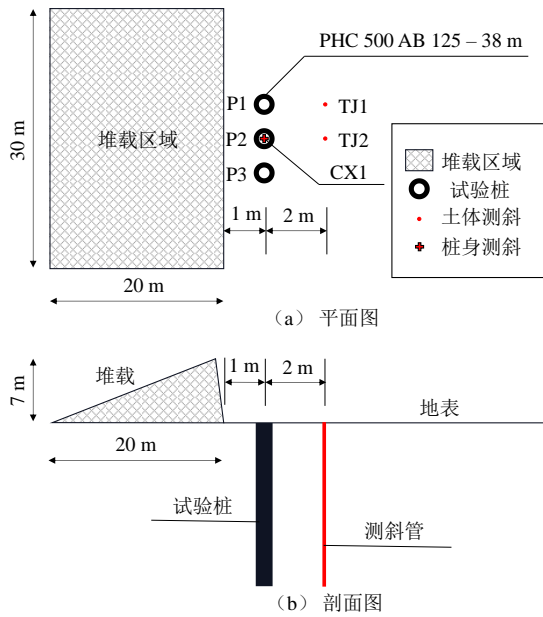 PHC 500 AB 125 – 38 m
P1
TJ1
30 m
堆载区域
P2
TJ2
堆载区域
P3
CX1
试验桩
1 m
2 m
土体测斜
桩身测斜
20 m
（a） 平面图
7 m
堆载
1 m
2 m
地表
20 m
试验桩
测斜管
（b） 剖面图